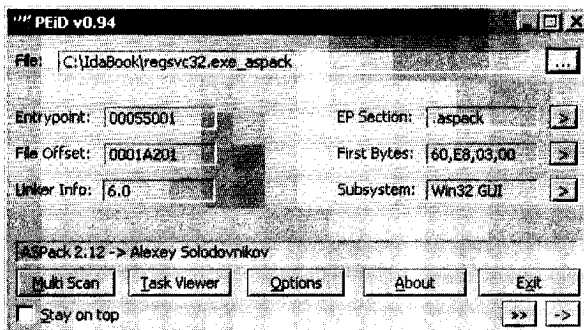 PEiD v0.94
File: C:\IdaBook\regsvc32.exe_aspack ...
Entrypoint: 00055001 EP Section: .aspack >
File Offset: 0001A201 First Bytes: 60,E8,03,00 >
Linker Info: 6.0 Subsystem: Win32 GUI >
ASPack 2.12 -> Alexey Solodovnikov
Multi Scan Task Viewer Options About Exit
Stay on top >> ->